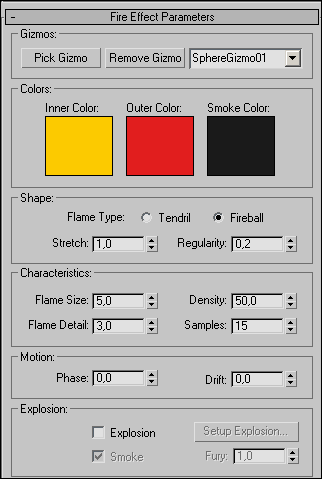 - Fire Effect Parameters
Gizmos:
Pick Gizmo Remove Gizmo SphereGizmo01
Colors:
Inner Color: Outer Color: Smoke Color:
Shape:
Flame Type: Tendril Fireball
Stretch: 1,0 Regularity: 0,2
Characteristics:
Flame Size: 5,0 Density: 50,0
Flame Detail: 3,0 Samples: 15
Motion:
Phase: 0,0 Drift: 0,0
Explosion:
Explosion Setup Explosion...
Smoke Fury: 1,0